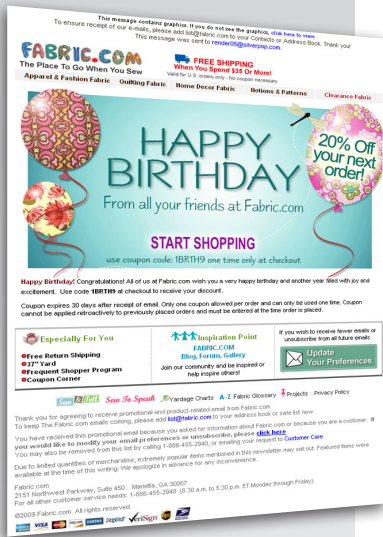 This message contains graphics. If you do not see the graphics, click here to view.
To ensure receipt of our e-mails, please add list@fabric.com to your Contacts or Address Book. Thank you!
This message was sent to render05@silverpop.com.
FABRIC.COM
The Place To Go When You Sew
FREE SHIPPING
When You Spend $35 Or More!
Valid for U.S. orders only - No coupon necessary.
Apparel & Fashion Fabric Quilting Fabric Home Decor Fabric Notions & Patterns Clearance Fabric
HAPPY
BIRTHDAY
From all your friends at Fabric.com
20% Off
your next
order!
START SHOPPING
use coupon code: 1BRTH9 one time only at checkout
Happy Birthday! Congratulations! All of us at Fabric.com wish you a very happy birthday and another year filled with joy and
excitement. Use code 1BRTH9 at checkout to receive your discount.
Coupon expires 30 days after receipt of email. Only one coupon allowed per order and can only be used one time. Coupon
cannot be applied retroactively to previously placed orders and must be entered at the time order is placed.
Especially For You
Free Return Shipping
37" Yard
Frequent Shopper Program
Coupon Corner
Inspiration Point
FABRIC.COM
Blog, Forum, Gallery
Join our community and be inspired or
help inspire others!
If you wish to receive fewer emails or
unsubscribe from all future emails.
Update
Your Preferences
Sew & Tell Sew To Speak Yardage Charts A-Z Fabric Glossary Projects Privacy Policy
Thank you for agreeing to receive promotional and product-related email from Fabric.com
To keep The Fabric.com emails coming, please add list@fabric.com to your address book or safe list now.
You have received this promotional email because you asked for information about Fabric.com or because you are a customer. If
you would like to modify your email preferences or unsubscribe, please click here
You may also be removed from this list by calling 1-888-455-2940, or emailing your request to Customer Care.
Due to limited quantities of merchandise, extremely popular items mentioned in this newsletter may sell out. Featured items were
available at the time of this writing. We apologize in advance for any inconvenience.
Fabric.com
2151 Northwest Parkway, Suite 450 . Marietta, GA 30067
For all other customer service needs: 1-888-455-2940 (8:30 a.m. to 5:30 p.m. ET Monday through Friday)
©2009 Fabric.com. All rights reserved.
VISA PayPal VeriSign